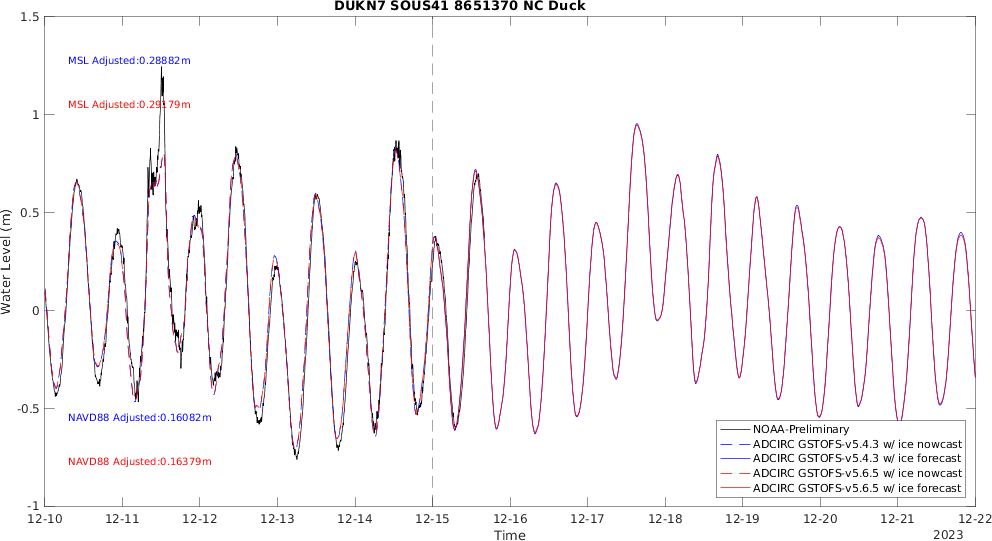 DUKN7 SOUS41 8651370 NC Duck
1.5
1
0.5
0
-0.5
-1
Water Level (m)
MSL Adjusted:0.28882m
MSL Adjusted:0.29179m
NAVD88 Adjusted:0.16082m
NAVD88 Adjusted:0.16379m
NOAA-Preliminary
ADCIRC GSTOFS-v5.4.3 w/ ice nowcast
ADCIRC GSTOFS-v5.4.3 w/ ice forecast
ADCIRC GSTOFS-v5.6.5 w/ ice nowcast
ADCIRC GSTOFS-v5.6.5 w/ ice forecast
12-10 12-11 12-12 12-13 12-14 12-15 12-16 12-17 12-18 12-19 12-20 12-21 12-22
Time
2023